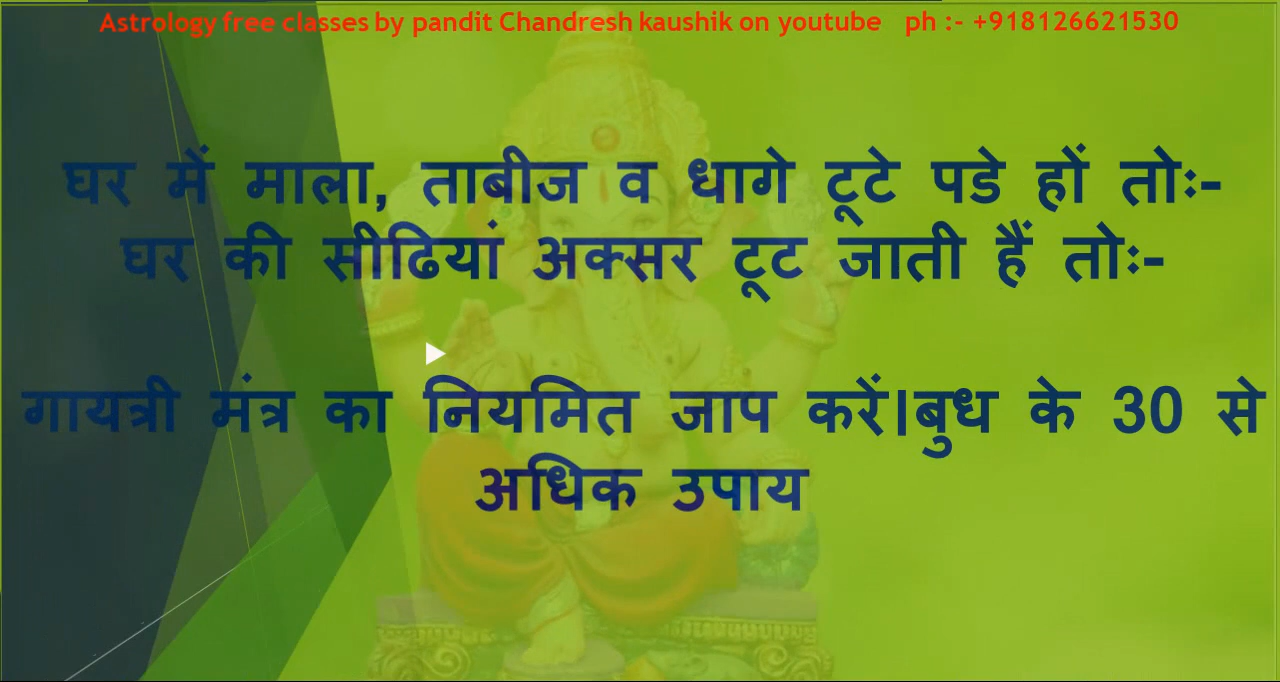 Astrology free classes by pandit Chandresh kaushik on youtube ph :- +918126621530
घर में माला, ताबीज व धागे टूटे पडे हों तोः-
घर की सीढियां अक्सर टूट जाती हैं तोः-
गायत्री मंत्र का नियमित जाप करें।बुध के 30 से
अधिक उपाय